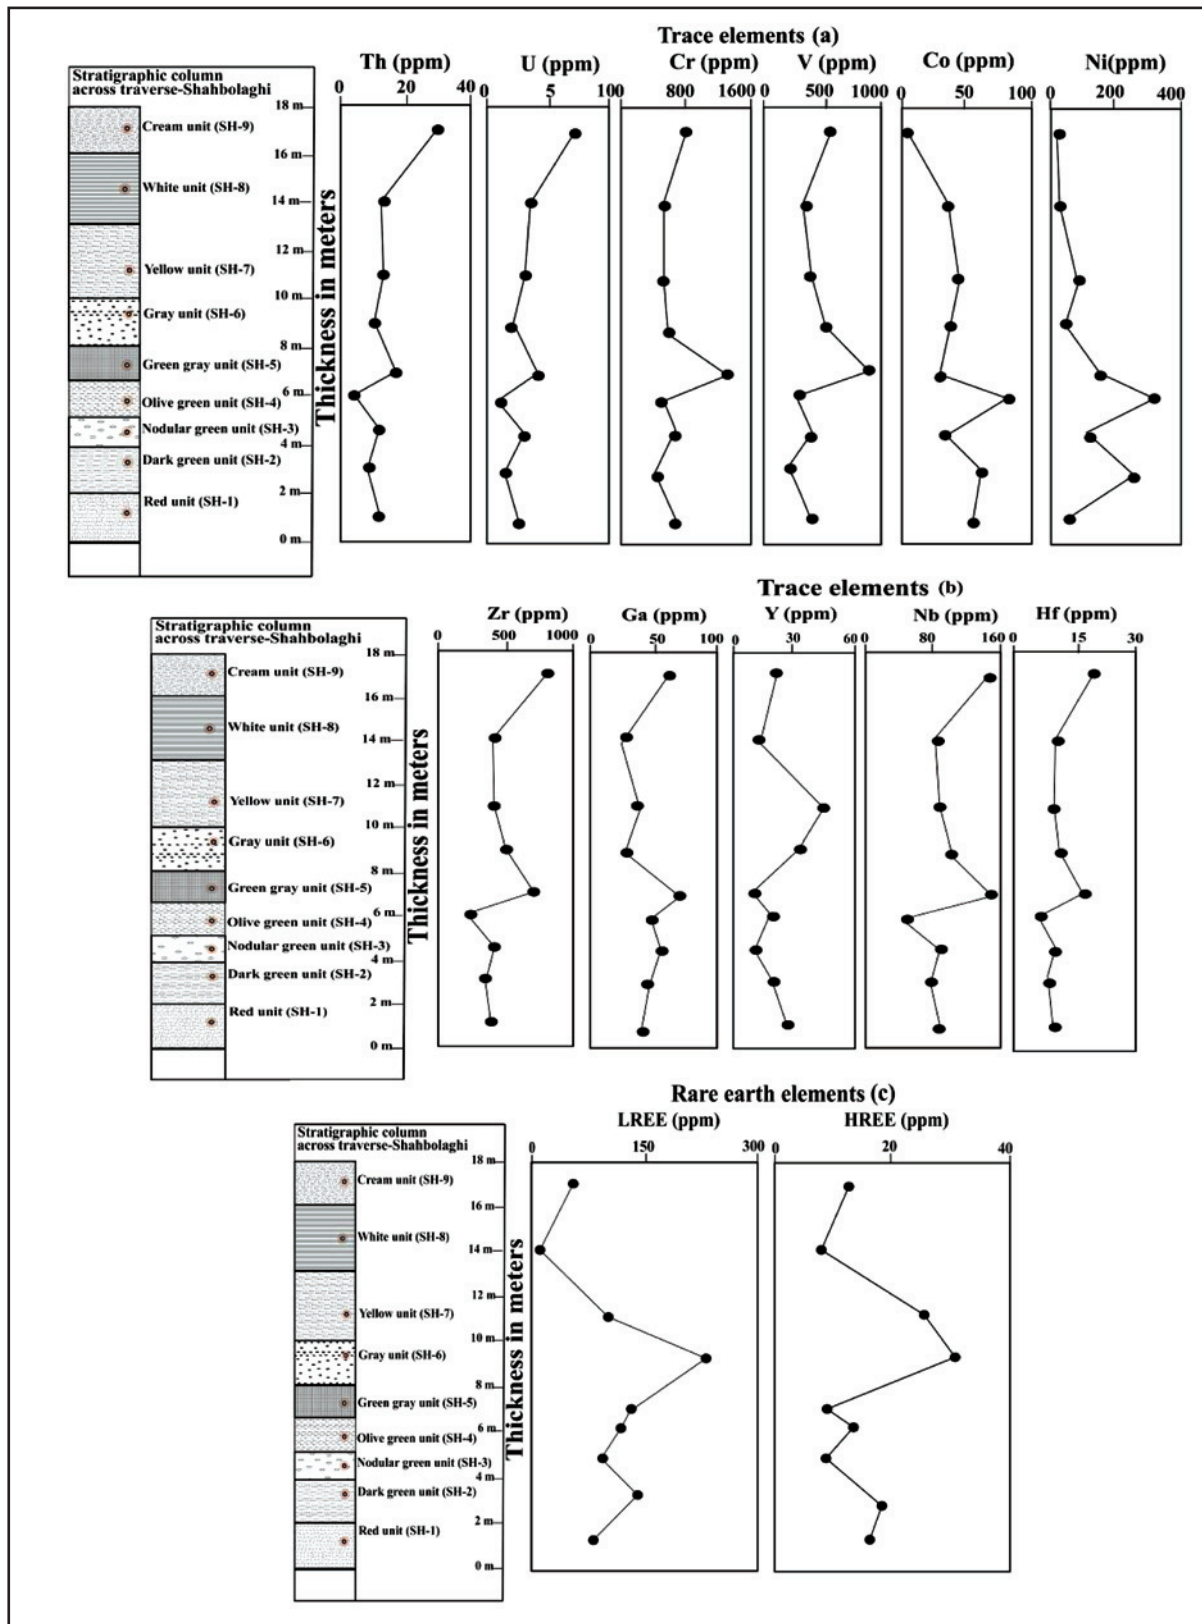 Trace elements (a)
Th (ppm) U (ppm) Cr (ppm) V (ppm) Co (ppm) Ni(ppm)
Stratigraphic column
across traverse-Shahbolaghi
0 20 40 0 5 100 0 800 1600 0 500 1000 0 50 100 0 200 400
18 m
Cream unit (SH-9)
16 m
White unit (SH-8)
14 m
12 m
Yellow unit (SH-7)
10 m
Gray unit (SH-6)
8 m
Green gray unit (SH-5)
6 m
Olive green unit (SH-4)
Nodular green unit (SH-3)
4 m
Dark green unit (SH-2)
2 m
Red unit (SH-1)
0 m
Thickness in meters
Trace elements (b)
Zr (ppm) Ga (ppm) Y (ppm) Nb (ppm) Hf (ppm)
Stratigraphic column
across traverse-Shahbolaghi
0 500 1000 0 50 100 0 30 60 0 80 160 0 15 30
18 m
Cream unit (SH-9)
16 m
White unit (SH-8)
14 m
12 m
Yellow unit (SH-7)
10 m
Gray unit (SH-6)
8 m
Green gray unit (SH-5)
6 m
Olive green unit (SH-4)
Nodular green unit (SH-3)
4 m
Dark green unit (SH-2)
2 m
Red unit (SH-1)
0 m
Thickness in meters
Rare earth elements (c)
LREE (ppm) HREE (ppm)
Stratigraphic column
across traverse-Shahbolaghi
0 150 300 0 20 40
18 m
Cream unit (SH-9)
16 m
White unit (SH-8)
14 m
12 m
Yellow unit (SH-7)
10 m
Gray unit (SH-6)
8 m
Green gray unit (SH-5)
6 m
Olive green unit (SH-4)
Nodular green unit (SH-3)
4 m
Dark green unit (SH-2)
2 m
Red unit (SH-1)
0 m
Thickness in meters